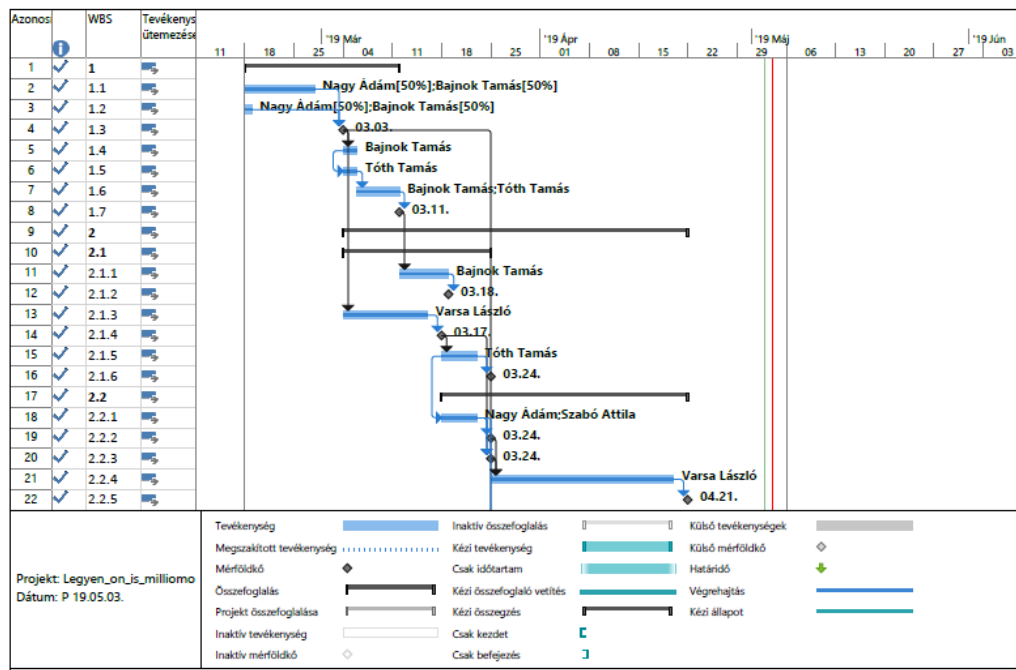 Azonosí WBS Tevékenys
ütemezése
'19 Már '19 Ápr '19 Máj '19 Jún
11 18 25 04 11 18 25 01 08 15 22 29 06 13 20 27 03
1 1
2 1.1 Nagy Ádám[50%];Bajnok Tamás[50%]
3 1.2 Nagy Ádám[50%];Bajnok Tamás[50%]
4 1.3 03.03.
5 1.4 Bajnok Tamás
6 1.5 Tóth Tamás
7 1.6 Bajnok Tamás;Tóth Tamás
8 1.7 03.11.
9 2
10 2.1
11 2.1.1 Bajnok Tamás
12 2.1.2 03.18.
13 2.1.3 Varsa László
14 2.1.4 03.17.
15 2.1.5 Tóth Tamás
16 2.1.6 03.24.
17 2.2
18 2.2.1 Nagy Ádám;Szabó Attila
19 2.2.2 03.24.
20 2.2.3 03.24.
21 2.2.4 Varsa László
22 2.2.5 04.21.
Projekt: Legyen_on_is_milliomo
Dátum: P 19.05.03.
Tevékenység Inaktív összefoglalás Külső tevékenységek
Megszakított tevékenység Kézi tevékenység Külső mérföldkő
Mérföldkő Csak időtartam Határidő
Összefoglalás Kézi összefoglaló vetítés Végrehajtás
Projekt összefoglalása Kézi összegzés Kézi állapot
Inaktív tevékenység Csak kezdet
Inaktív mérföldkő Csak befejezés